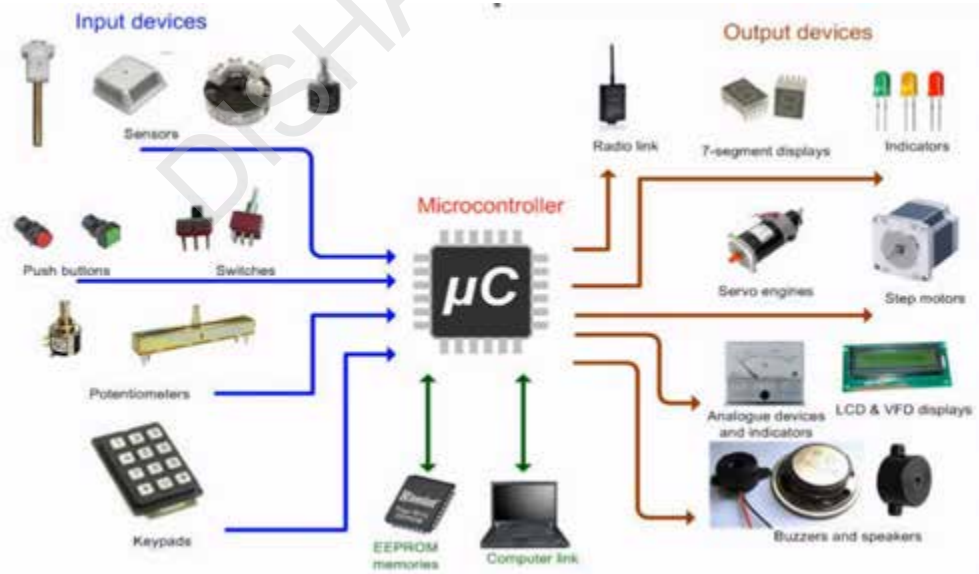 Input devices
Output devices
DISHA
Sensors
Radio link
7-segment displays
Indicators
Microcontroller
µC
Push buttons
Switches
Servo engines
Step motors
Potentiometers
Analogue devices
and indicators
LCD & VFD displays
Keypads
EEPROM
memories
Computer link
Buzzers and speakers